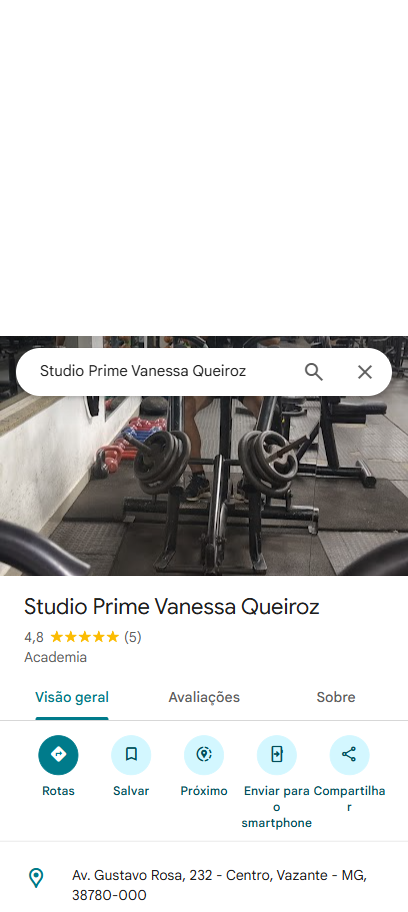 Studio Prime Vanessa Queiroz
Studio Prime Vanessa Queiroz
4,8 (5)
Academia
Visão geral Avaliações Sobre
Rotas Salvar Próximo Enviar para Compartilha
o r
smartphone
Av. Gustavo Rosa, 232 - Centro, Vazante - MG,
38780-000